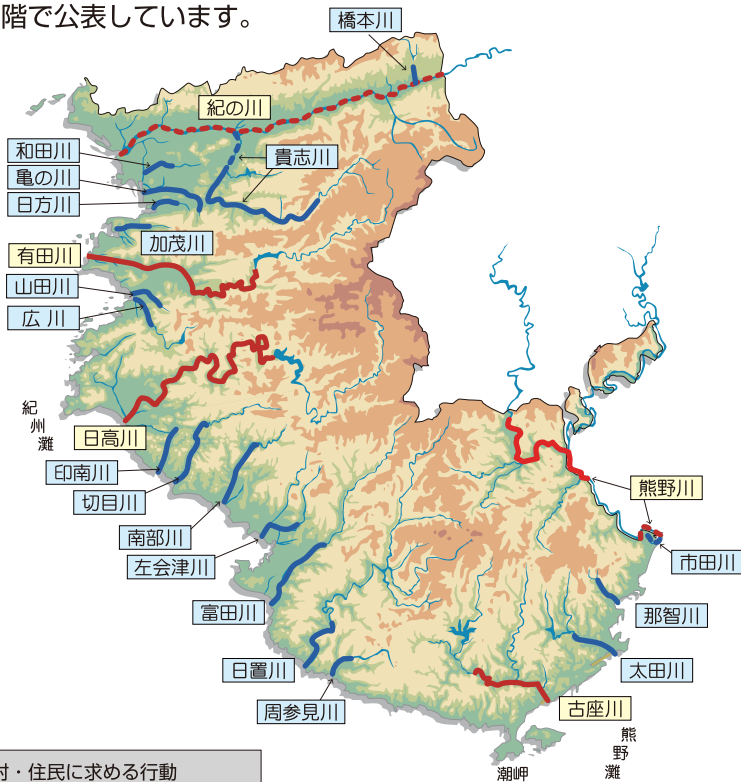 階で公表しています。
橋本川
紀の川
和田川
貴志川
亀の川
日方川
加茂川
有田川
山田川
広 川
紀州灘
日高川
印南川
切目川
熊野川
南部川
市田川
左会津川
富田川
那智川
日置川
太田川
周参見川
古座川
熊野灘
潮岬
村・住民に求める行動